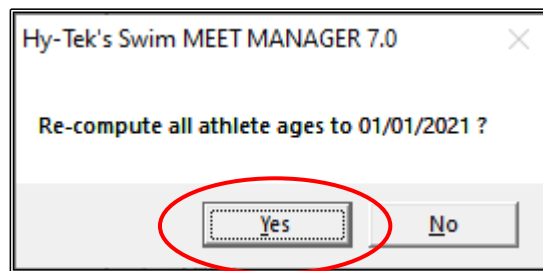 Hy-Tek's Swim MEET MANAGER 7.0
Re-compute all athlete ages to 01/01/2021 ?
Yes No